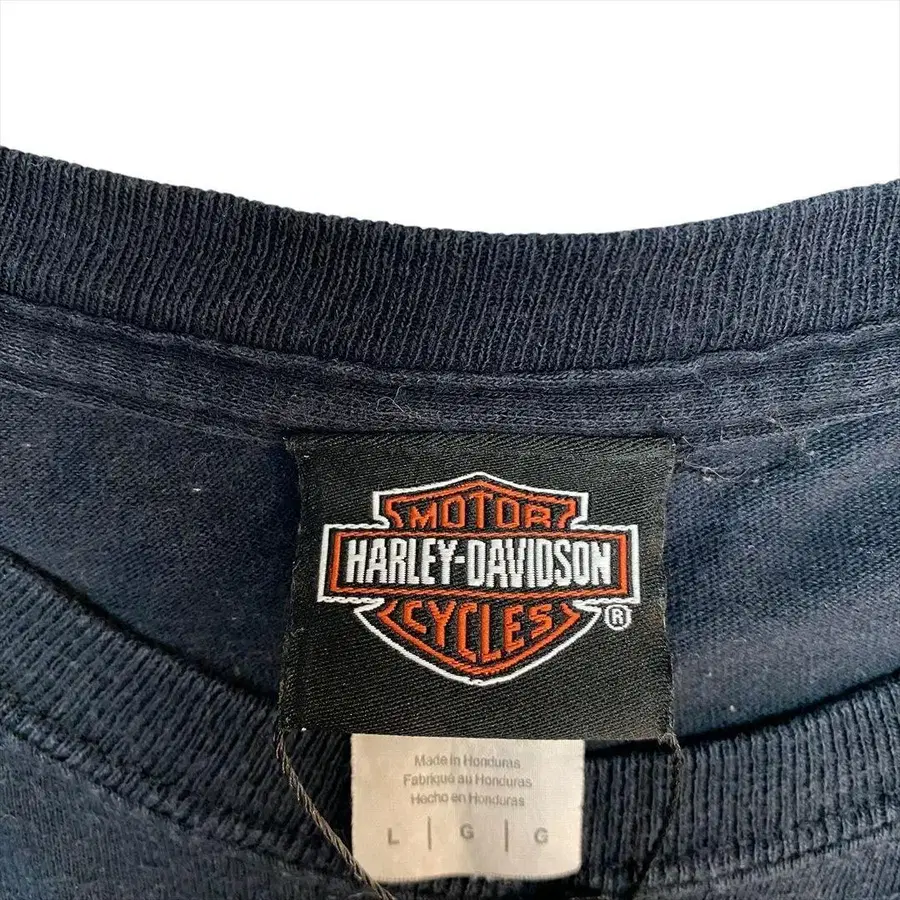 MOTOR
HARLEY-DAVIDSON
CYCLES
®
Made in Honduras
Fabriqué au Honduras
Hecho en Honduras
L | G | G